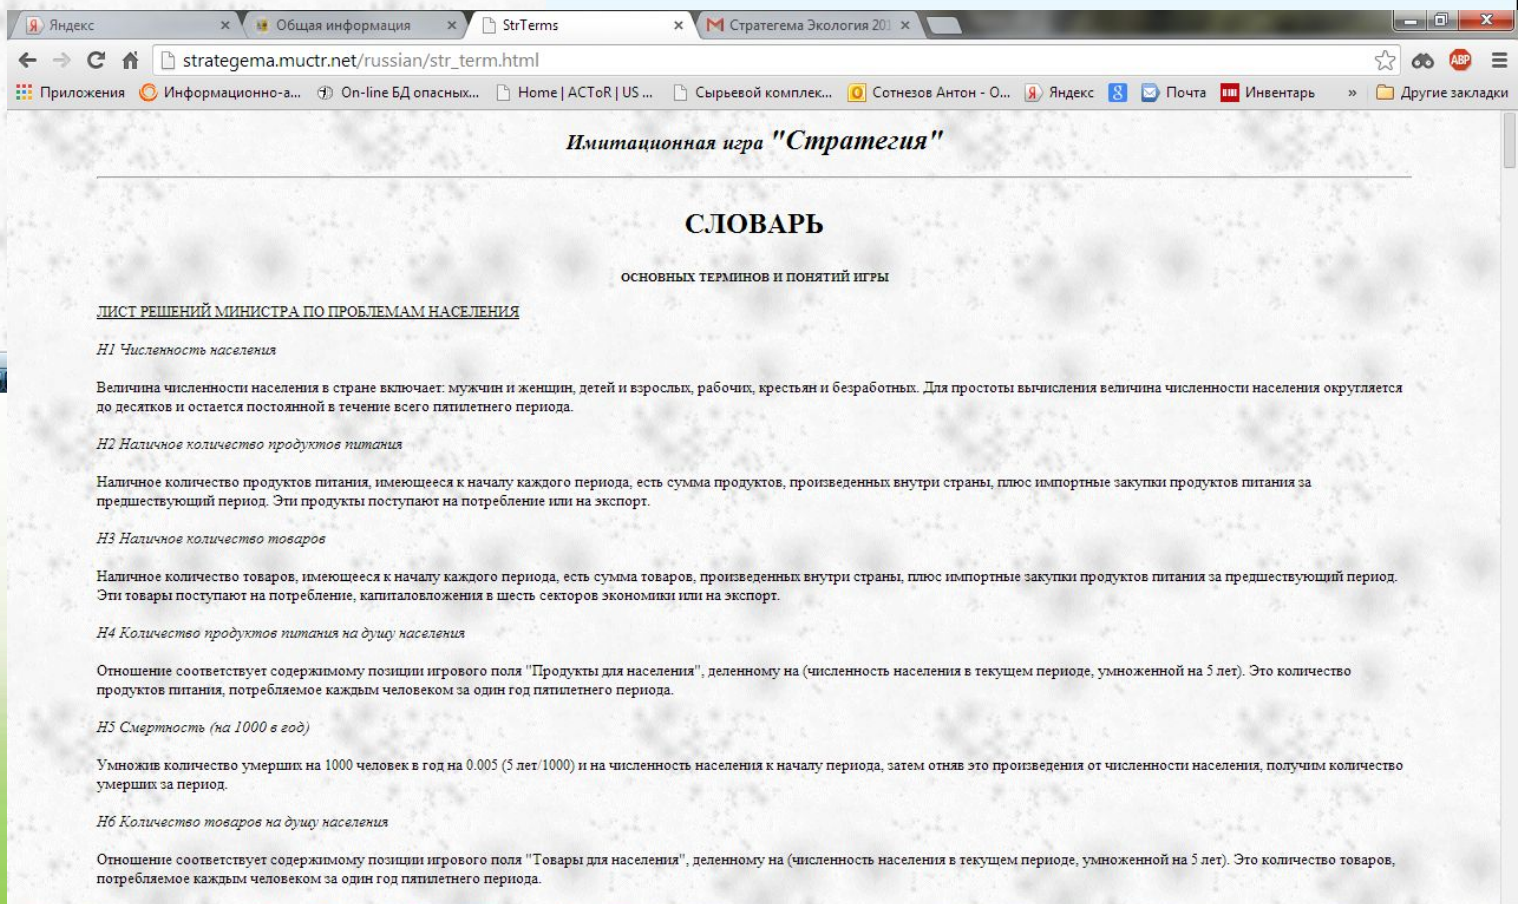 Яндекс
Общая информация
StrTerms
Стратегема Экология 201
strategema.muctr.net/russian/str_term.html
ABP
Приложения
Информационно-а...
On-line БД опасных...
Home | ACToR | US ...
Сырьевой комплек...
Сотнезов Антон - О...
Яндекс
Почта
Инвентарь
»
Другие закладки
Имитационная игра "Стратегия"
СЛОВАРЬ
ОСНОВНЫХ ТЕРМИНОВ И ПОНЯТИЙ ИГРЫ
ЛИСТ РЕШЕНИЙ МИНИСТРА ПО ПРОБЛЕМАМ НАСЕЛЕНИЯ
Н1 Численность населения
Величина численности населения в стране включает: мужчин и женщин, детей и взрослых, рабочих, крестьян и безработных. Для простоты вычисления величина численности населения округляется
до десятков и остается постоянной в течение всего пятилетнего периода.
Н2 Наличное количество продуктов питания
Наличное количество продуктов питания, имеющееся к началу каждого периода, есть сумма продуктов, произведенных внутри страны, плюс импортные закупки продуктов питания за
предшествующий период. Эти продукты поступают на потребление или на экспорт.
Н3 Наличное количество товаров
Наличное количество товаров, имеющееся к началу каждого периода, есть сумма товаров, произведенных внутри страны, плюс импортные закупки продуктов питания за предшествующий период.
Эти товары поступают на потребление, капиталовложения в шесть секторов экономики или на экспорт.
Н4 Количество продуктов питания на душу населения
Отношение соответствует содержимому позиции игрового поля "Продукты для населения", деленному на (численность населения в текущем периоде, умноженной на 5 лет). Это количество
продуктов питания, потребляемое каждым человеком за один год пятилетнего периода.
Н5 Смертность (на 1000 в год)
Умножив количество умерших на 1000 человек в год на 0.005 (5 лет/1000) и на численность населения к началу периода, затем отняв это произведения от численности населения, получим количество
умерших за период.
Н6 Количество товаров на душу населения
Отношение соответствует содержимому позиции игрового поля "Товары для населения", деленному на (численность населения в текущем периоде, умноженной на 5 лет). Это количество товаров,
потребляемое каждым человеком за один год пятилетнего периода.